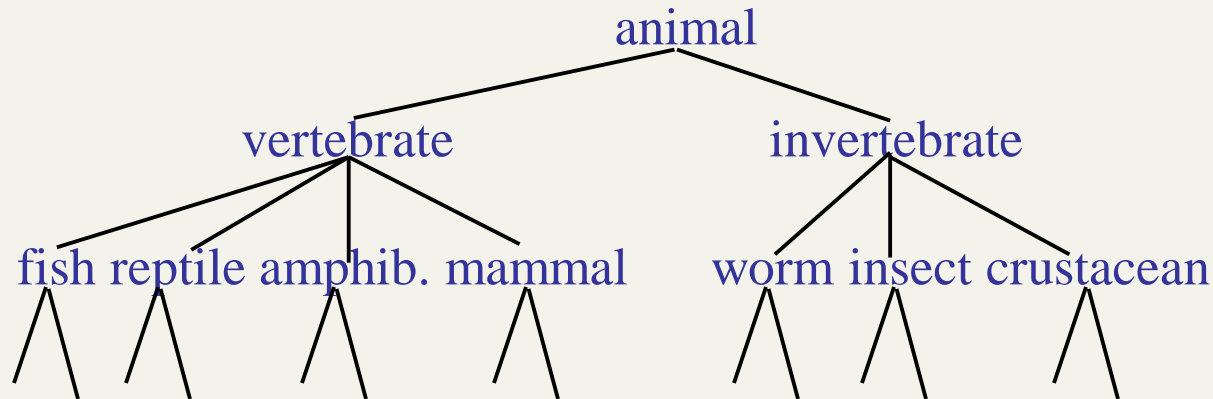 animal
vertebrate invertebrate
fish reptile amphib. mammal worm insect crustacean